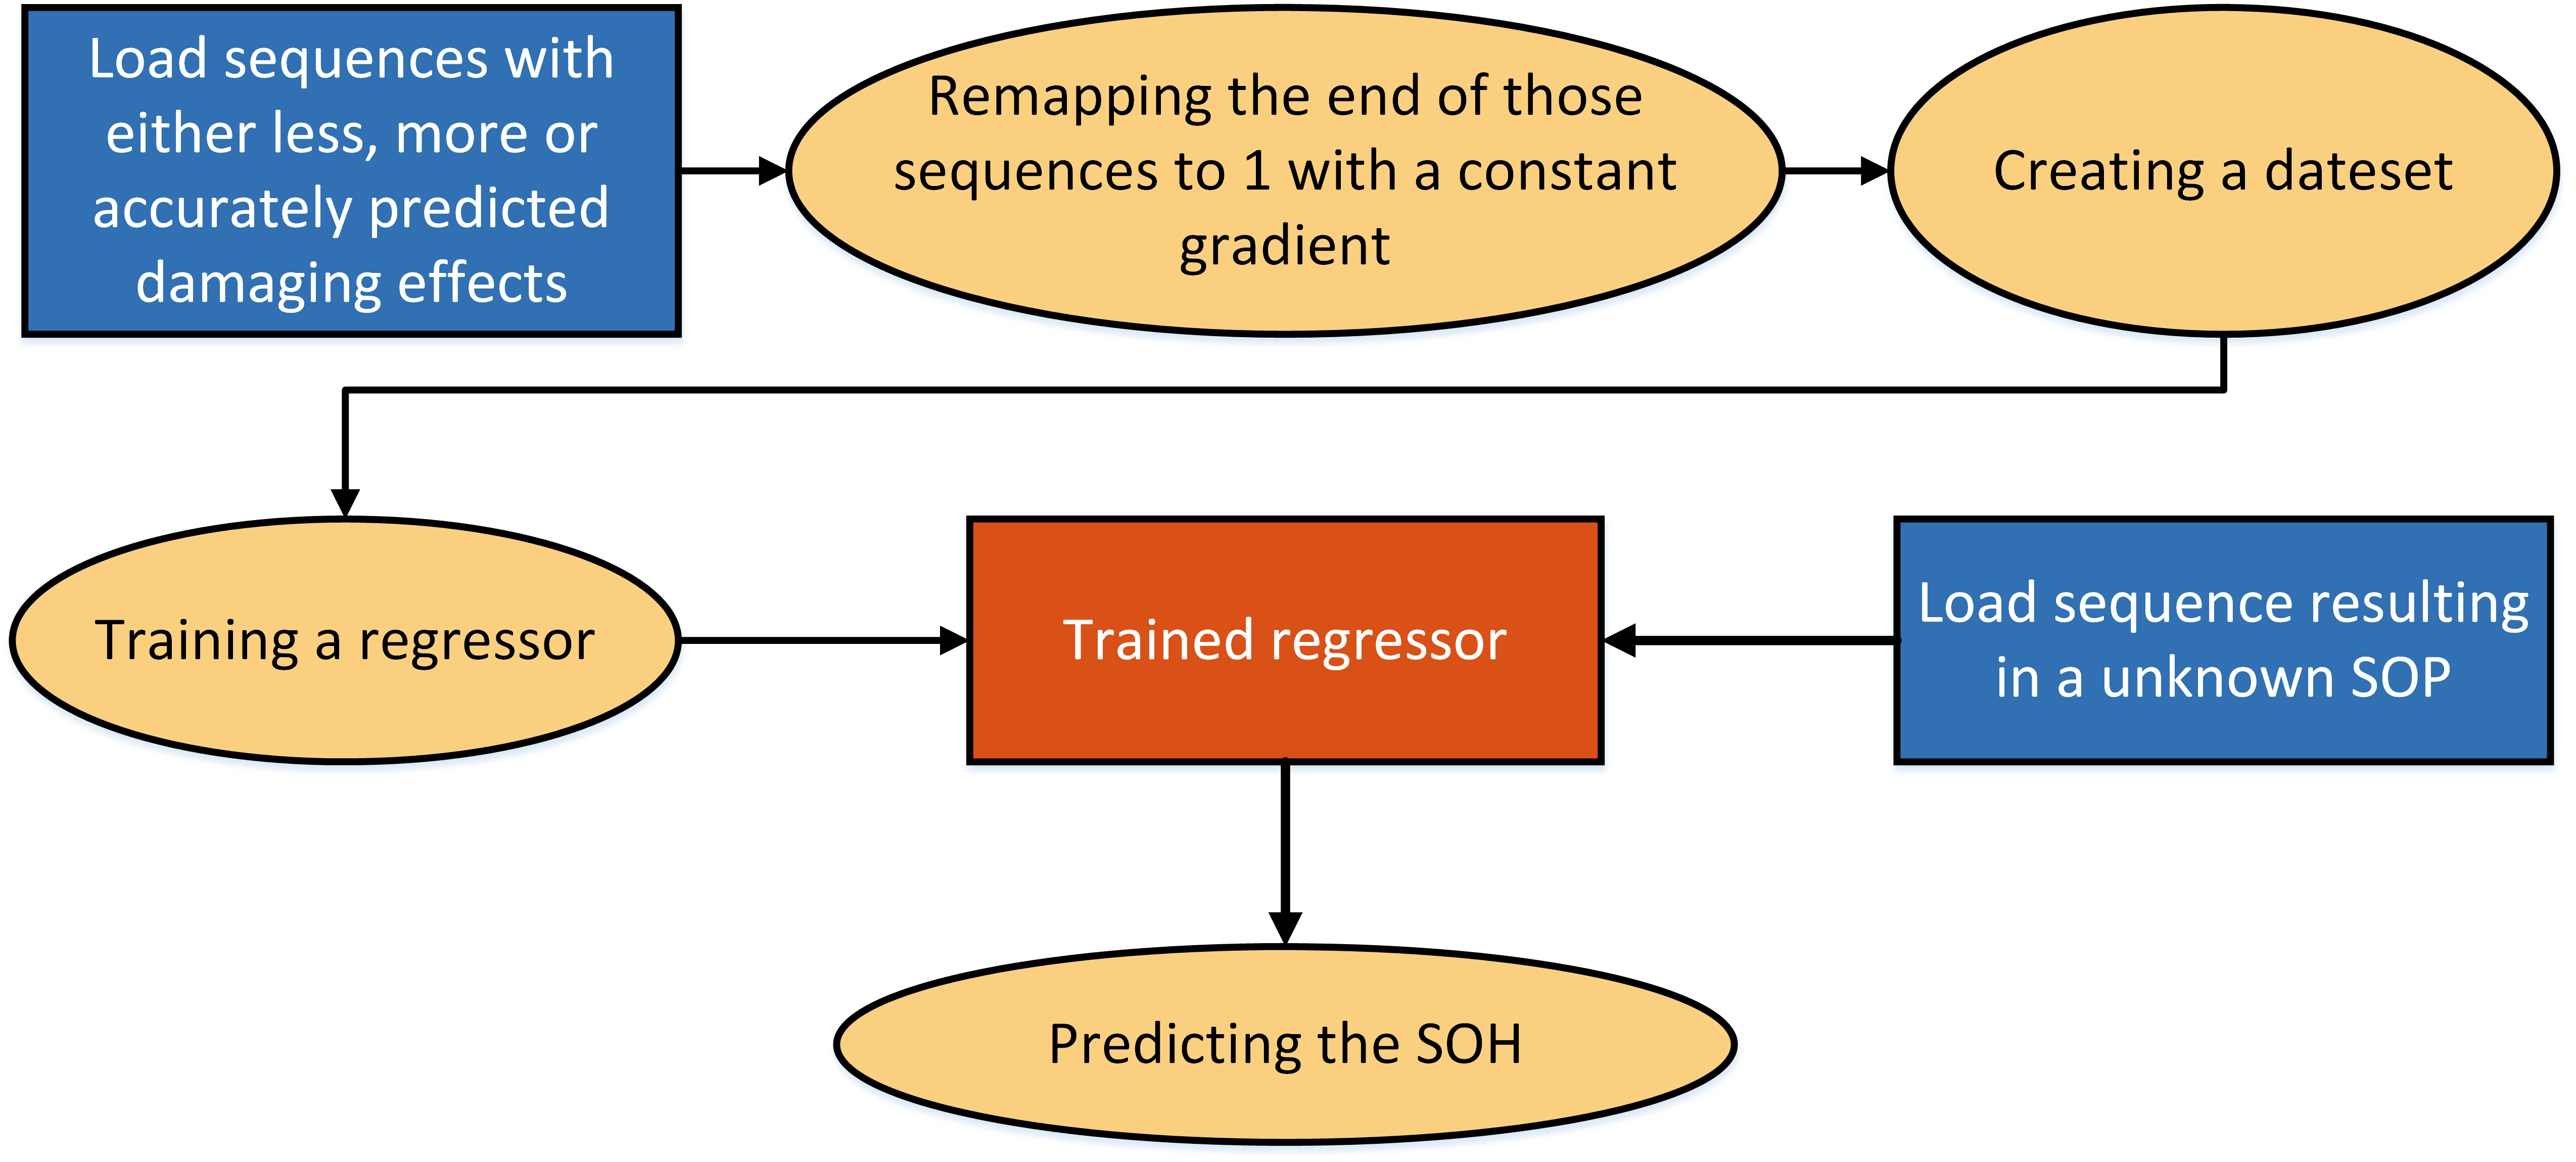 Load sequences with
either less, more or
accurately predicted
damaging effects
Remapping the end of those
sequences to 1 with a constant
gradient
Creating a dateset
Training a regressor
Trained regressor
Load sequence resulting
in a unknown SOP
Predicting the SOH